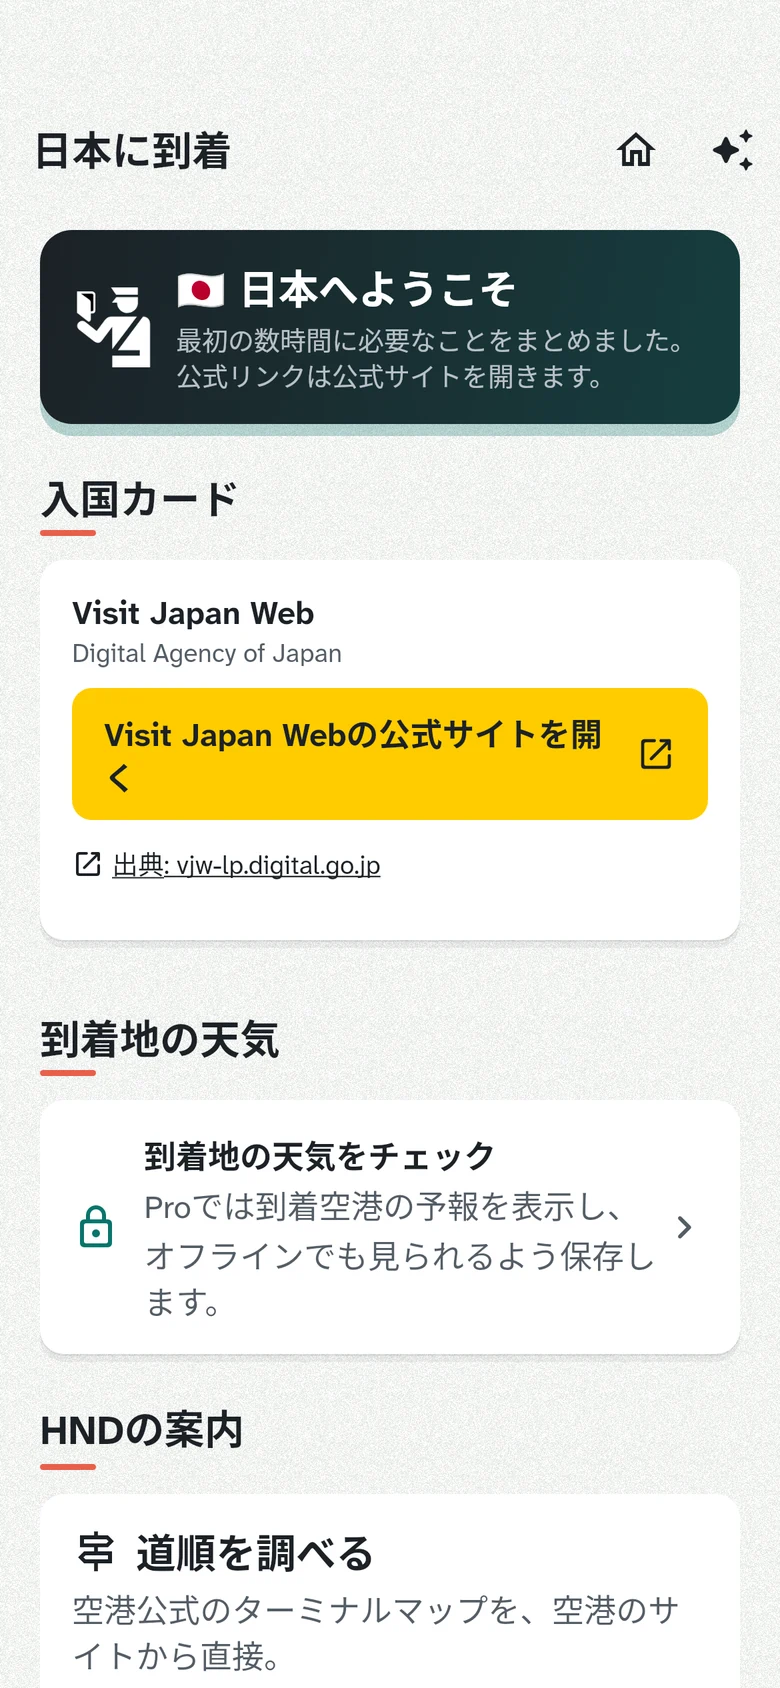 日本に到着
🇯🇵 日本へようこそ
最初の数時間に必要なことをまとめました。
公式リンクは公式サイトを開きます。
入国カード
Visit Japan Web
Digital Agency of Japan
Visit Japan Webの公式サイトを開
く
出典: vjw-lp.digital.go.jp
到着地の天気
到着地の天気をチェック
Proでは到着空港の予報を表示し、
オフラインでも見られるよう保存し
ます。
HNDの案内
道順を調べる
空港公式のターミナルマップを、空港のサ
イトから直接。